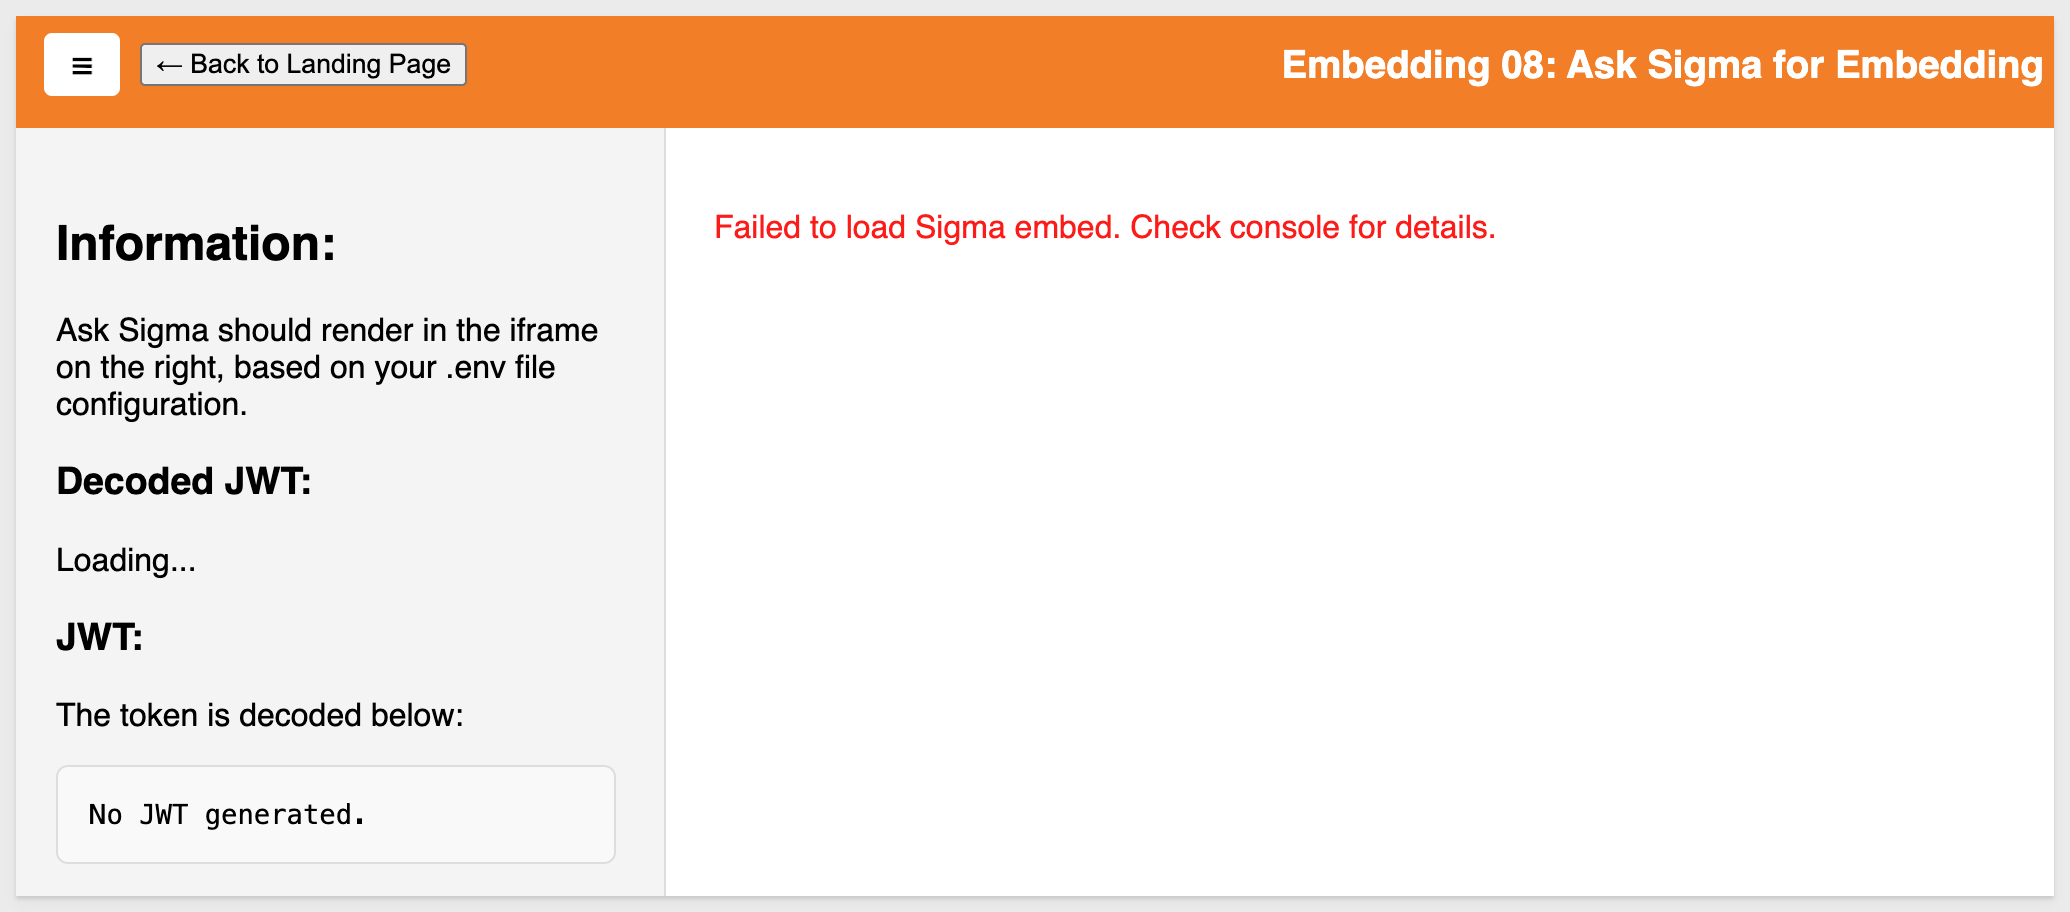 ≡
← Back to Landing Page
Embedding 08: Ask Sigma for Embedding
Information:
Ask Sigma should render in the iframe
on the right, based on your .env file
configuration.
Decoded JWT:
Loading...
JWT:
The token is decoded below:
No JWT generated.
Failed to load Sigma embed. Check console for details.